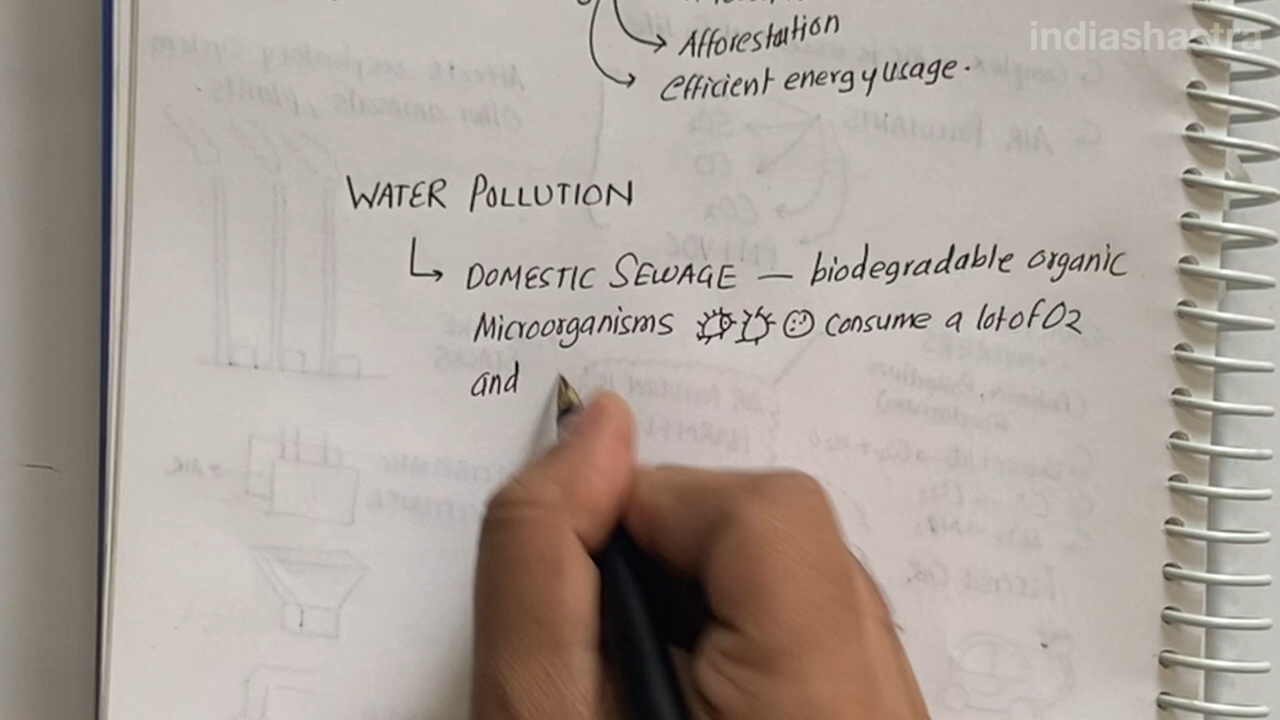 Afforestation
indiashastra
efficient energy usage.
WATER POLLUTION
DOMESTIC SEWAGE — biodegradable organic
Microorganisms consume a lot of O2
and